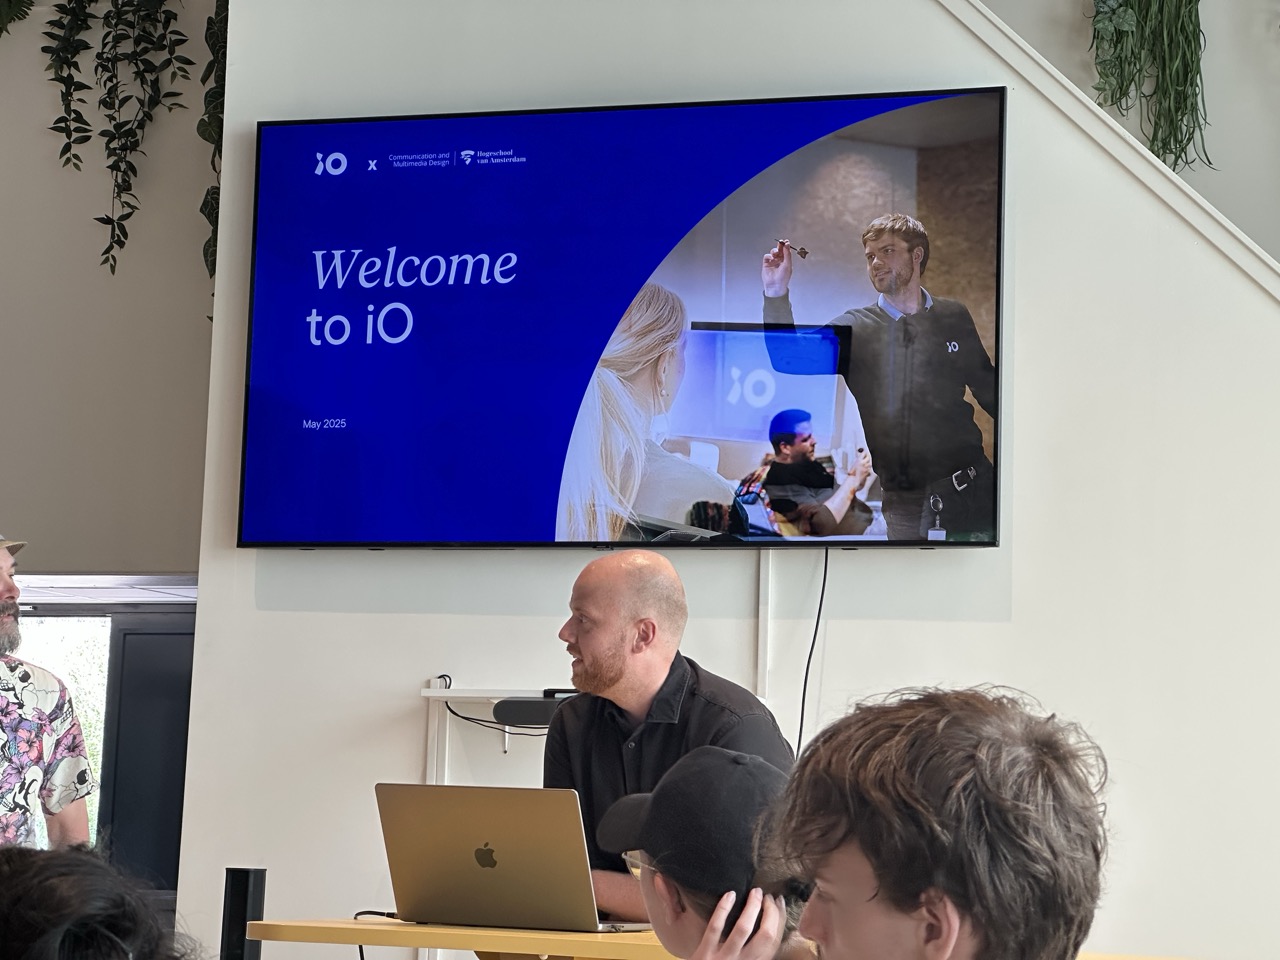 iO x Communication and Multimedia Design | Hogeschool van Amsterdam
Welcome
to iO
May 2025
iO
iO